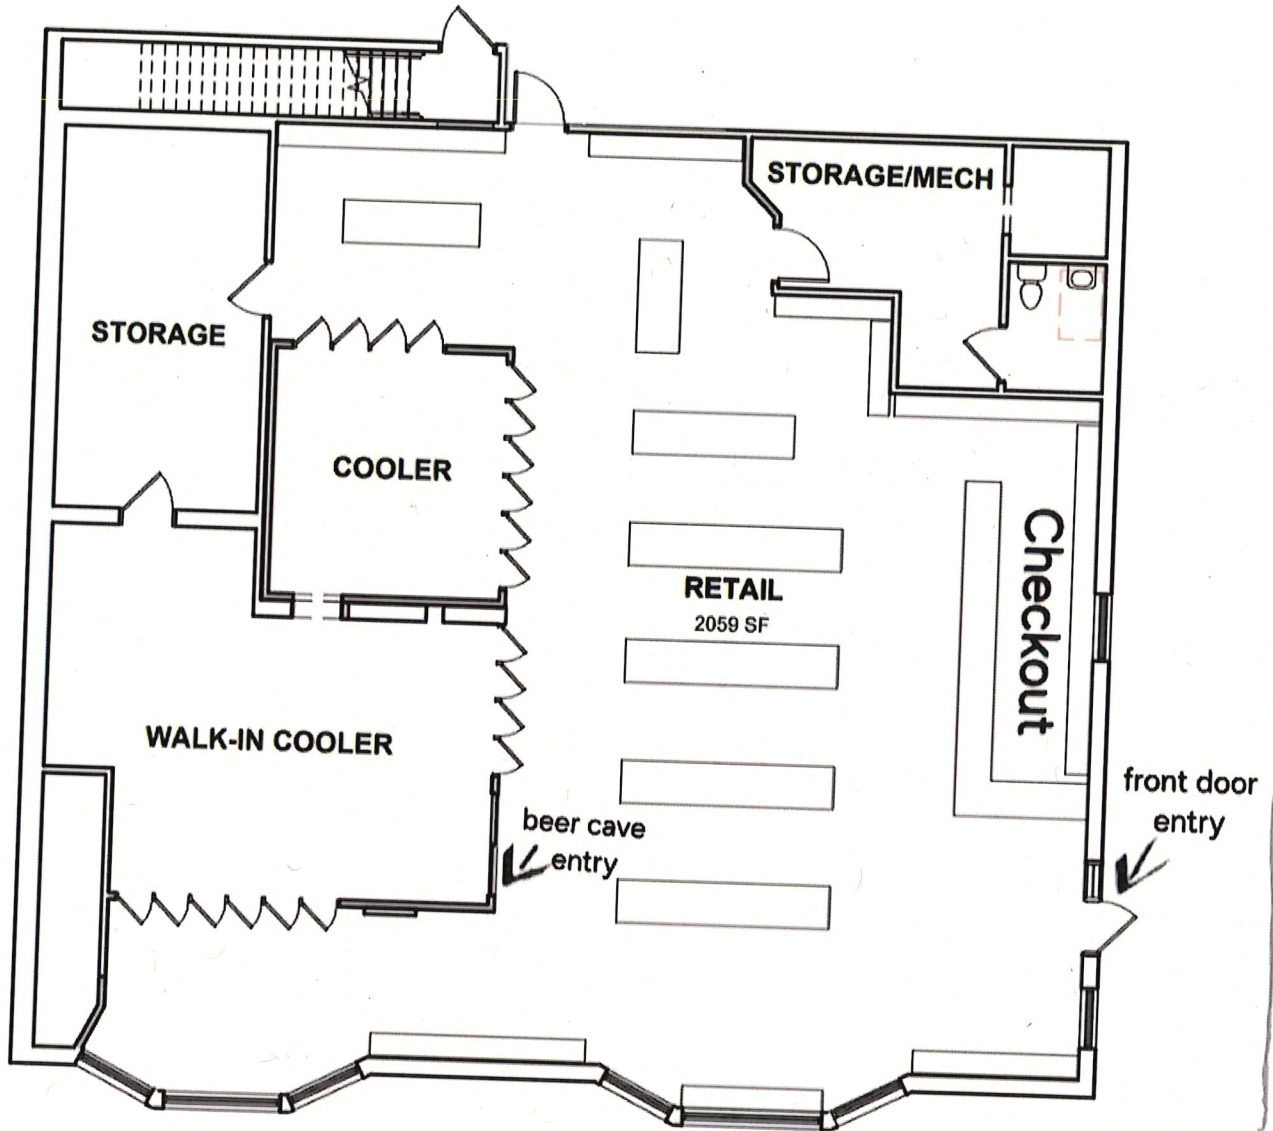 STORAGE/MECH
STORAGE
COOLER
Checkout
RETAIL
2059 SF
WALK-IN COOLER
front door
entry
beer cave
entry